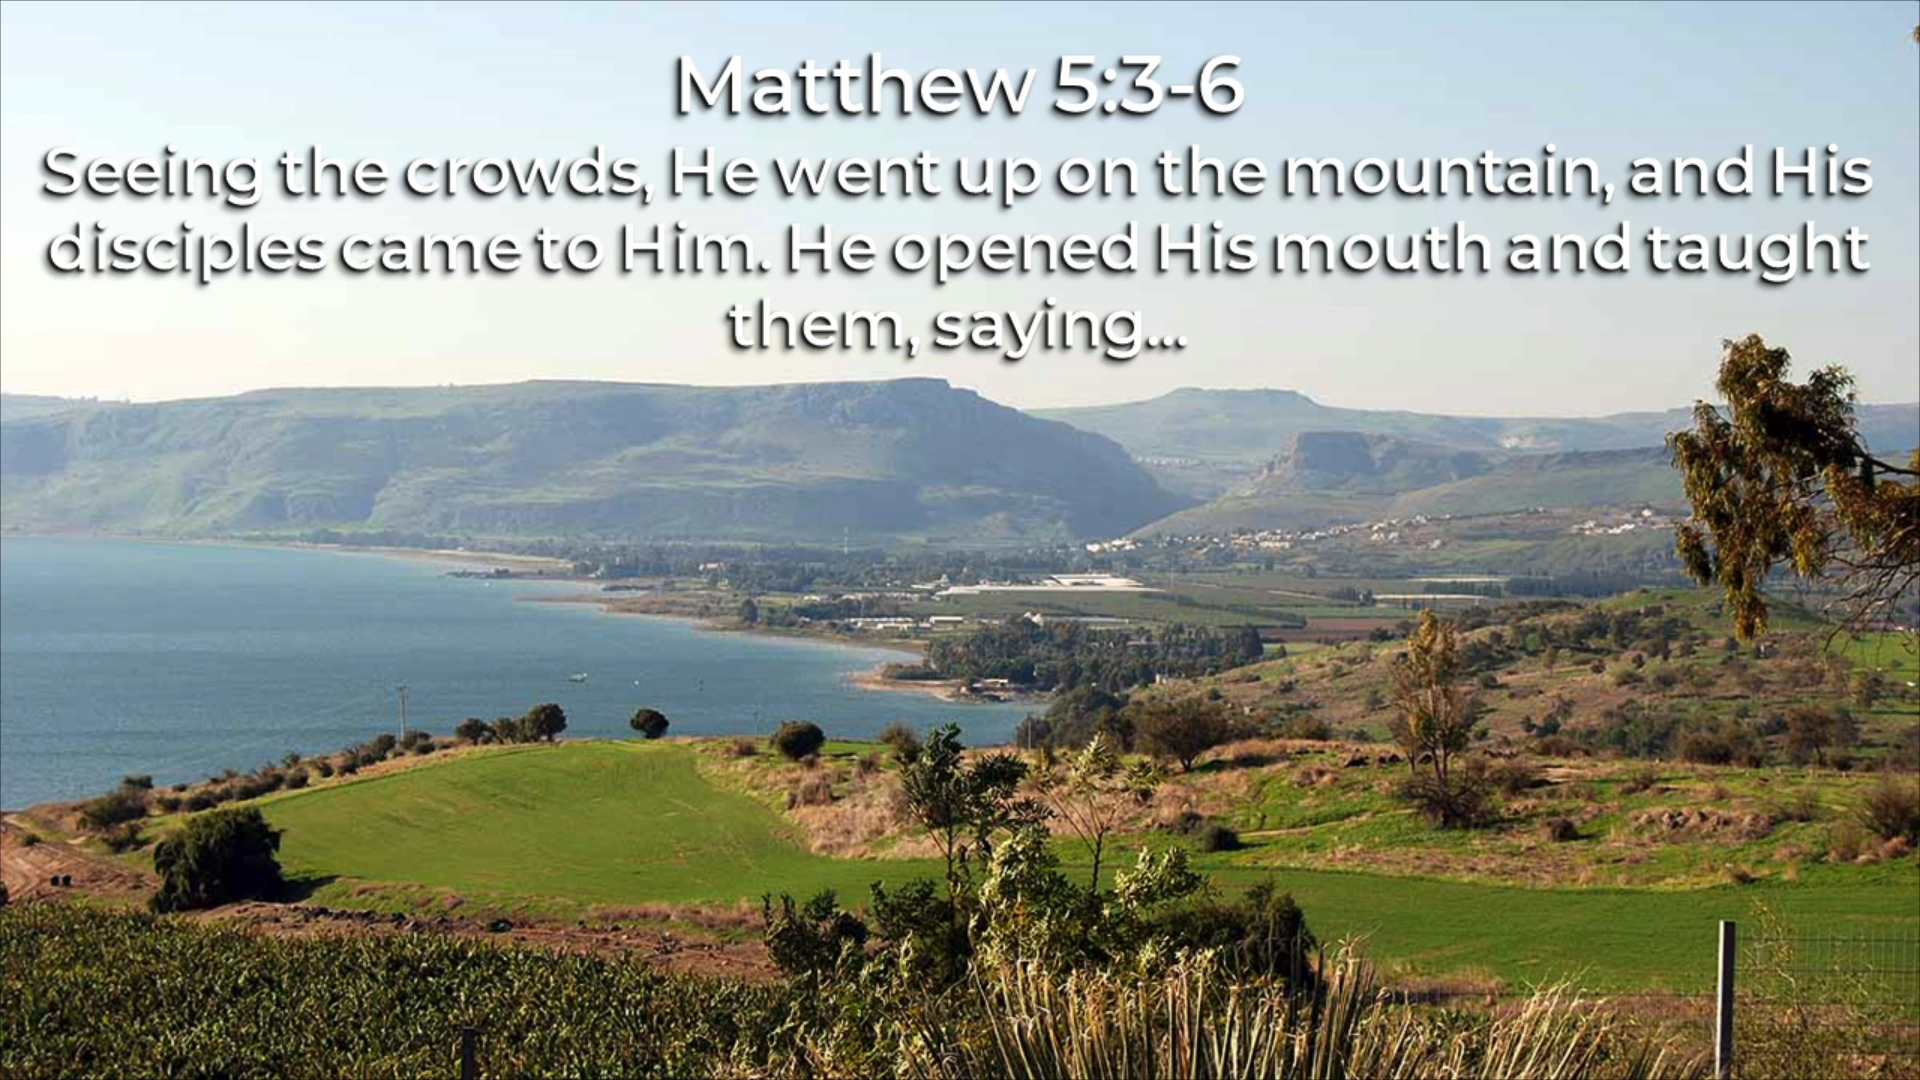 Matthew 5:3-6
Seeing the crowds, He went up on the mountain, and His
disciples came to Him. He opened His mouth and taught
them, saying...